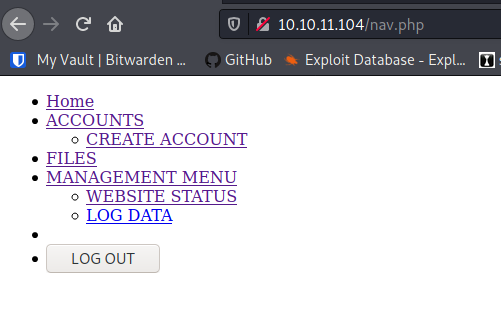 10.10.11.104/nav.php
My Vault | Bitwarden ... GitHub Exploit Database - Expl...
Home
ACCOUNTS
CREATE ACCOUNT
FILES
MANAGEMENT MENU
WEBSITE STATUS
LOG DATA
LOG OUT